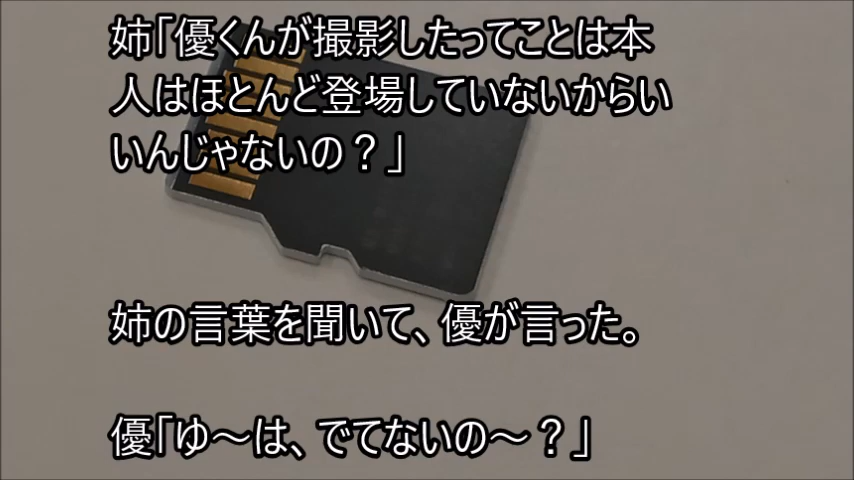 姉「優くんが撮影したってことは本
人はほとんど登場していないからい
いんじゃないの？」
姉の言葉を聞いて、優が言った。
優「ゆ～は、でてないの～？」